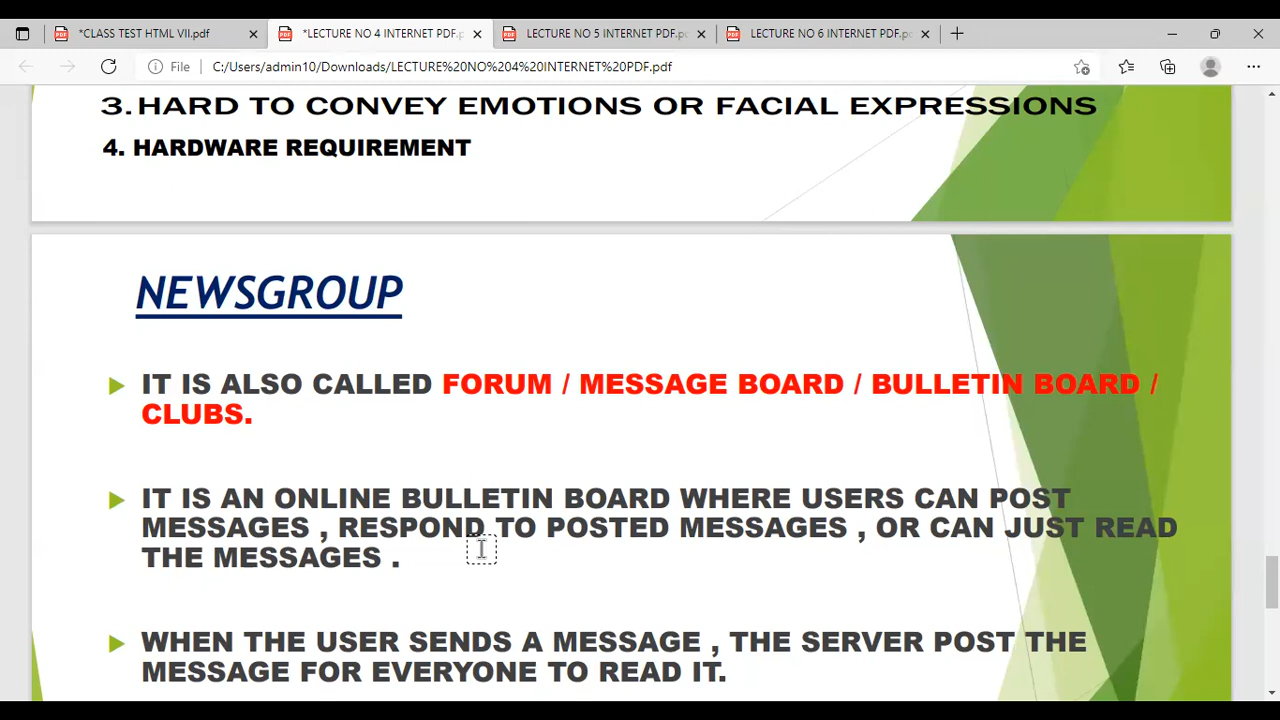 *CLASS TEST HTML VII.pdf
*LECTURE NO 4 INTERNET PDF.p
LECTURE NO 5 INTERNET PDF.pd
LECTURE NO 6 INTERNET PDF.pd
File
C:/Users/admin10/Downloads/LECTURE%20NO%204%20INTERNET%20PDF.pdf
3. HARD TO CONVEY EMOTIONS OR FACIAL EXPRESSIONS
4. HARDWARE REQUIREMENT
NEWSGROUP
IT IS ALSO CALLED FORUM / MESSAGE BOARD / BULLETIN BOARD /
CLUBS.
IT IS AN ONLINE BULLETIN BOARD WHERE USERS CAN POST
MESSAGES , RESPOND TO POSTED MESSAGES , OR CAN JUST READ
THE MESSAGES .
WHEN THE USER SENDS A MESSAGE , THE SERVER POST THE
MESSAGE FOR EVERYONE TO READ IT.